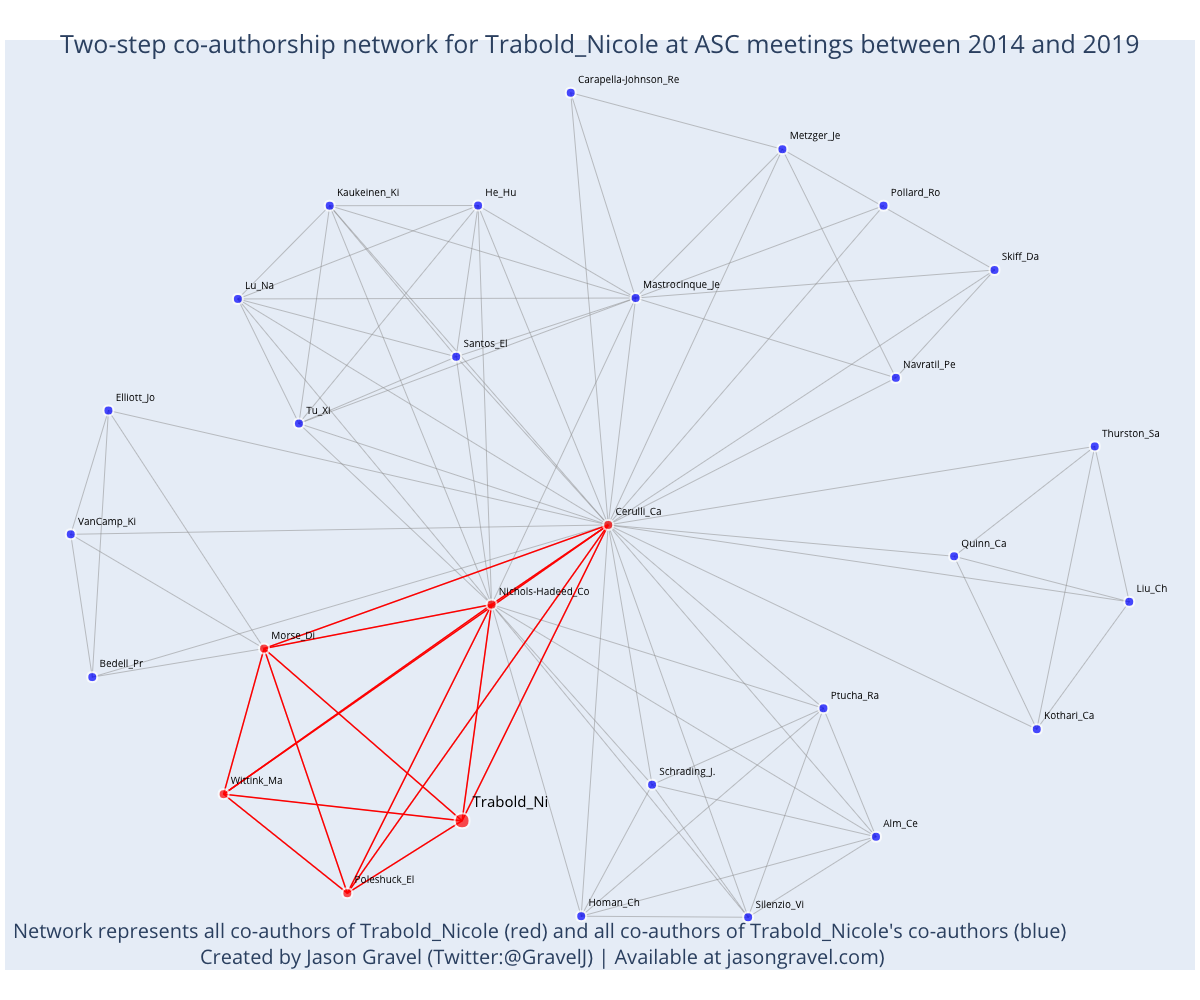 Two-step co-authorship network for Trabold_Nicole at ASC meetings between 2014 and 2019
Carapella-Johnson_Re
Metzger_Je
Kaukeinen_Ki
He_Hu
Pollard_Ro
Skiff_Da
Lu_Na
Mastrocinque_Je
Santos_El
Navratil_Pe
Elliott_Jo
Tu_Xi
Thurston_Sa
VanCamp_Ki
Cerulli_Ca
Quinn_Ca
Nichols-Hadeed_Co
Liu_Ch
Morse_Di
Bedell_Pr
Ptucha_Ra
Kothari_Ca
Schrading_J.
Wittink_Ma
Trabold_Ni
Alm_Ce
Poleshuck_El
Homan_Ch
Silenzio_Vi
Network represents all co-authors of Trabold_Nicole (red) and all co-authors of Trabold_Nicole's co-authors (blue)
Created by Jason Gravel (Twitter:@GravelJ) | Available at jasongravel.com)